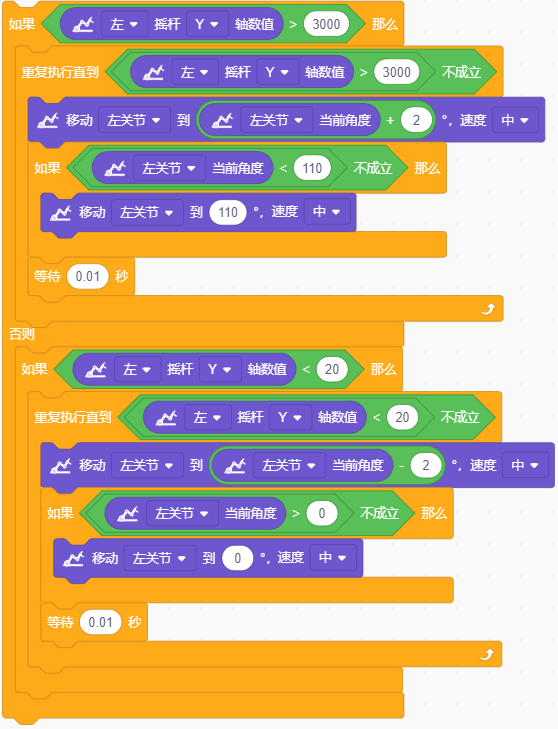 如果 左 摇杆 Y 轴数值 > 3000 那么
重复执行直到 左 摇杆 Y 轴数值 > 3000 不成立
移动 左关节 到 左关节 当前角度 + 2 °, 速度 中
如果 左关节 当前角度 < 110 不成立 那么
移动 左关节 到 110 °, 速度 中
等待 0.01 秒
否则
如果 左 摇杆 Y 轴数值 < 20 那么
重复执行直到 左 摇杆 Y 轴数值 < 20 不成立
移动 左关节 到 左关节 当前角度 - 2 °, 速度 中
如果 左关节 当前角度 > 0 不成立 那么
移动 左关节 到 0 °, 速度 中
等待 0.01 秒